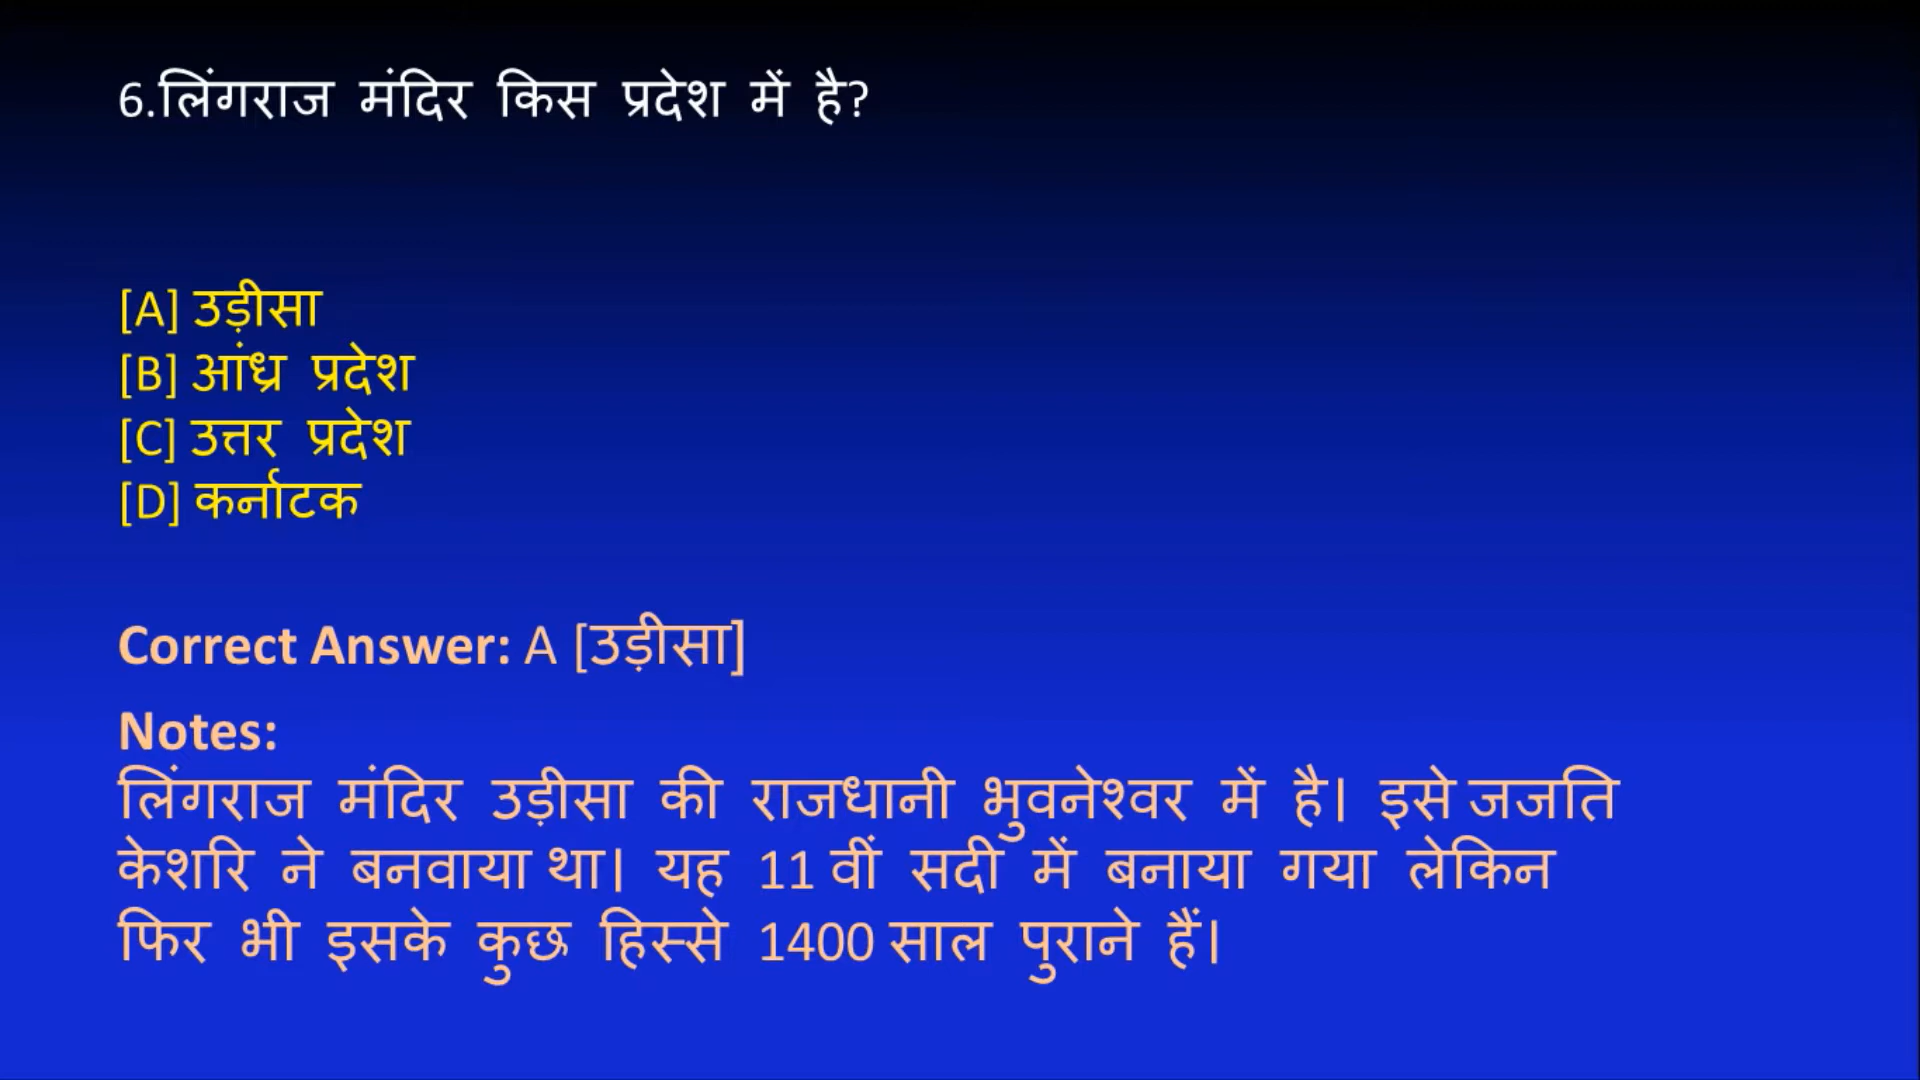 6.लिंगराज मंदिर किस प्रदेश में है?
[A] उड़ीसा
[B] आंध्र प्रदेश
[C] उत्तर प्रदेश
[D] कर्नाटक
Correct Answer: A [उड़ीसा]
Notes:
लिंगराज मंदिर उड़ीसा की राजधानी भुवनेश्वर में है। इसे जजति
केशरि ने बनवाया था। यह 11 वीं सदी में बनाया गया लेकिन
फिर भी इसके कुछ हिस्से 1400 साल पुराने हैं।